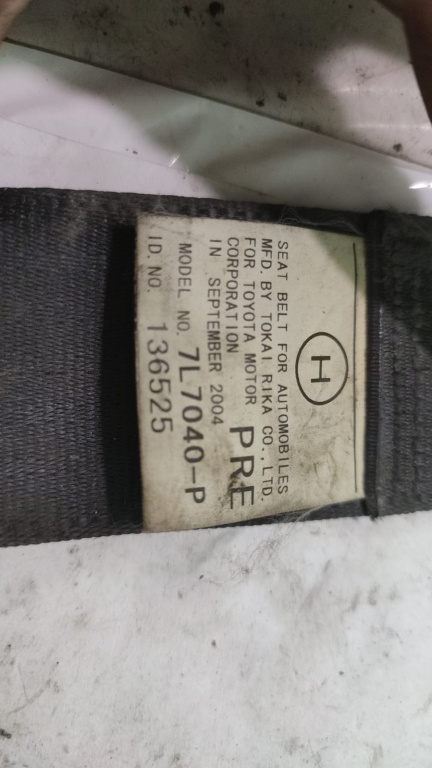 H
SEAT BELT FOR AUTOMOBILES
MFD. BY TOKAI RIKA CO., LTD.
FOR TOYOTA MOTOR
CORPORATION PRE
IN SEPTEMBER 2004
MODEL NO. 7L7040-P
ID. NO. 136525